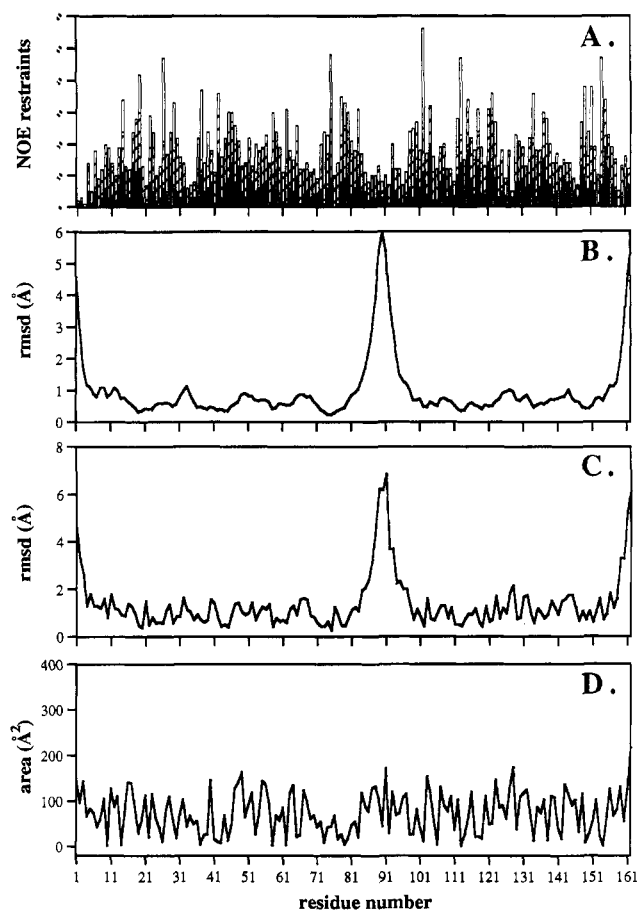 A.
NOE restraints
B.
6
5
4
3
2
1
0
rmsd (Å)
C.
8
6
4
2
0
rmsd (Å)
D.
400
300
200
100
0
area (Å²)
1 11 21 31 41 51 61 71 81 91 101 111 121 131 141 151 161
residue number